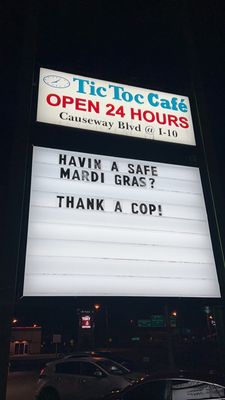 Tic Toc Café
OPEN 24 HOURS
Causeway Blvd @ I-10
HAVIN A SAFE
MARDI GRAS?
THANK A COP!